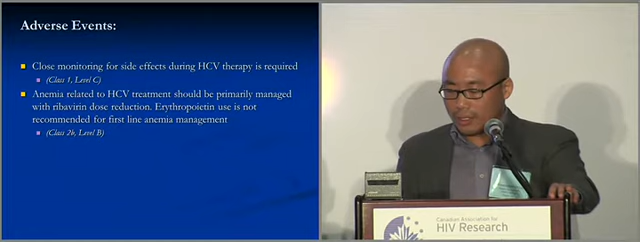 Adverse Events:
Close monitoring for side effects during HCV therapy is required
(Class 1, Level C)
Anemia related to HCV treatment should be primarily managed
with ribavirin dose reduction. Erythropoietin use is not
recommended for first line anemia management
(Class 2b, Level B)
Canadian Association for
HIV Research